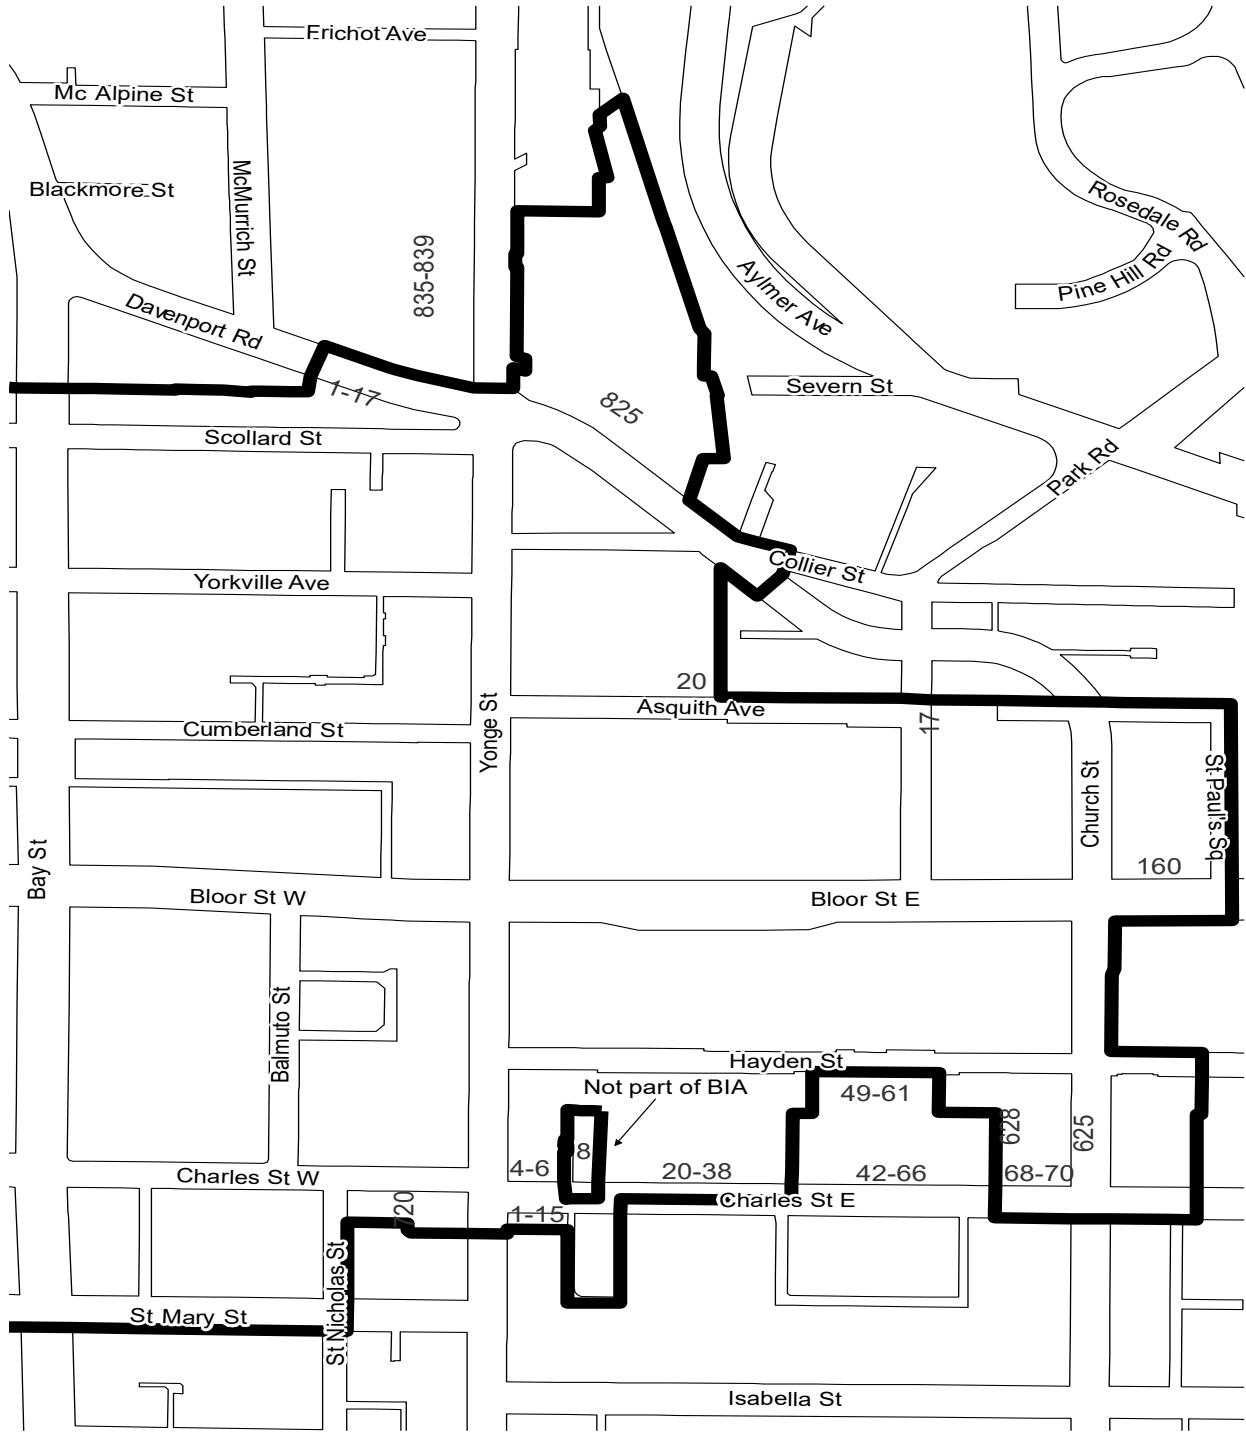 Frichot Ave
Mc Alpine St
Blackmore St
McMurrich St
Rosedale Rd
Pine Hill Rd
835-839
Aylmer Ave
Davenport Rd
1-17
Severn St
825
Scollard St
Park Rd
Collier St
Yorkville Ave
20
Asquith Ave
17
Cumberland St
Yonge St
Church St
St Paul's Sq
160
Bay St
Bloor St W
Bloor St E
Balmuto St
Hayden St
Not part of BIA
49-61
628
625
8
4-6
20-38
42-66
68-70
Charles St W
Charles St E
720
1-15
St Nicholas St
St Mary St
Isabella St